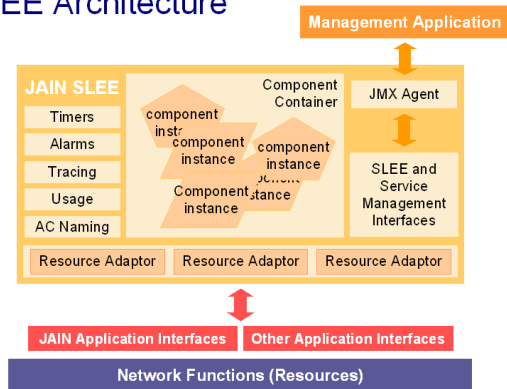 EE Architecture
Management Application
JAIN SLEE
Timers
Alarms
Tracing
Usage
AC Naming
Component
Container
component
component
instance
component
instance
Component
instance
stance
JMX Agent
SLEE and
Service
Management
Interfaces
Resource Adaptor
Resource Adaptor
Resource Adaptor
JAIN Application Interfaces
Other Application Interfaces
Network Functions (Resources)